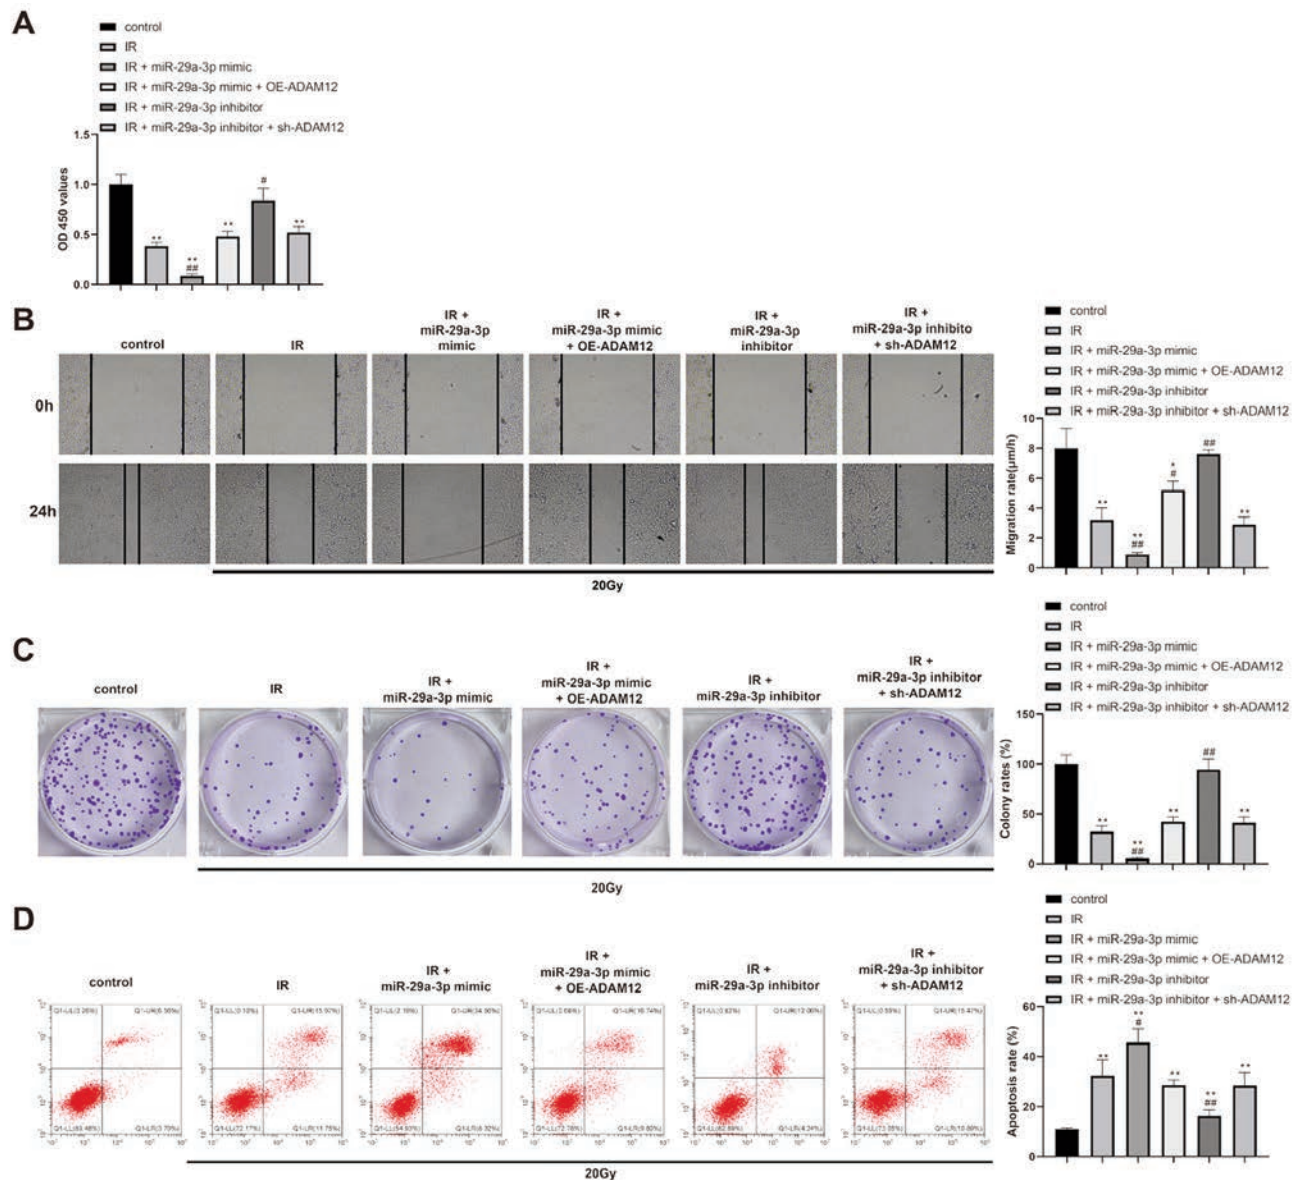 A
control
IR
IR + miR-29a-3p mimic
IR + miR-29a-3p mimic + OE-ADAM12
IR + miR-29a-3p inhibitor
IR + miR-29a-3p inhibitor + sh-ADAM12
OD 450 values
1.5
1.0
0.5
0.0
**
**
##
**
#
**
B
control
IR
IR +
miR-29a-3p
mimic
IR +
miR-29a-3p mimic
+ OE-ADAM12
IR +
miR-29a-3p
inhibitor
IR +
miR-29a-3p inhibito
+ sh-ADAM12
0h
24h
20Gy
control
IR
IR + miR-29a-3p mimic
IR + miR-29a-3p mimic + OE-ADAM12
IR + miR-29a-3p inhibitor
IR + miR-29a-3p inhibitor + sh-ADAM12
Migration rate(μm/h)
10
8
6
4
2
0
**
**
##
*
#
##
**
C
control
IR
IR +
miR-29a-3p mimic
IR +
miR-29a-3p mimic
+ OE-ADAM12
IR +
miR-29a-3p inhibitor
IR +
miR-29a-3p inhibitor
+ sh-ADAM12
20Gy
control
IR
IR + miR-29a-3p mimic
IR + miR-29a-3p mimic + OE-ADAM12
IR + miR-29a-3p inhibitor
IR + miR-29a-3p inhibitor + sh-ADAM12
Colony rates (%)
150
100
50
0
**
**
##
**
##
**
D
control
IR
IR +
miR-29a-3p mimic
IR +
miR-29a-3p mimic
+ OE-ADAM12
IR +
miR-29a-3p inhibitor
IR +
miR-29a-3p inhibitor
+ sh-ADAM12
20Gy
control
IR
IR + miR-29a-3p mimic
IR + miR-29a-3p mimic + OE-ADAM12
IR + miR-29a-3p inhibitor
IR + miR-29a-3p inhibitor + sh-ADAM12
Apoptosis rate (%)
60
40
20
0
**
**
#
**
**
##
**